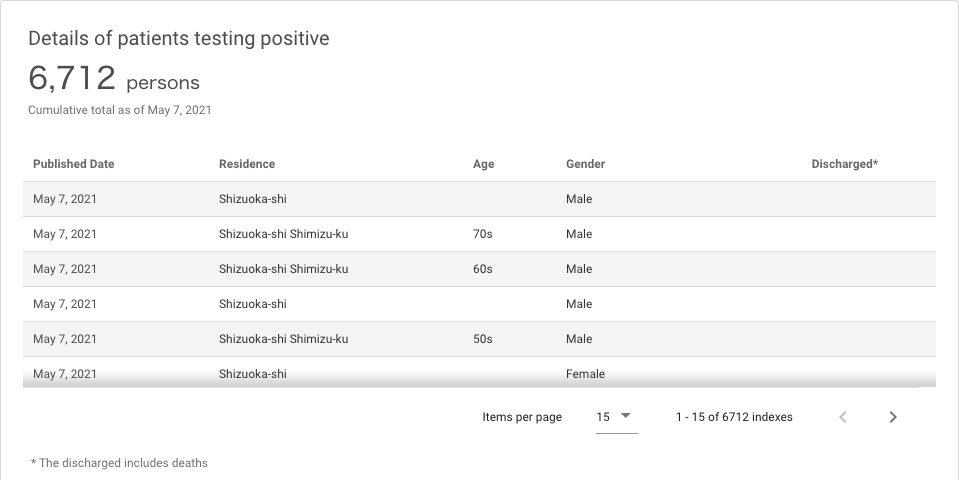 Details of patients testing positive
6,712 persons
Cumulative total as of May 7, 2021
Published Date Residence Age Gender Discharged*
May 7, 2021 Shizuoka-shi Male
May 7, 2021 Shizuoka-shi Shimizu-ku 70s Male
May 7, 2021 Shizuoka-shi Shimizu-ku 60s Male
May 7, 2021 Shizuoka-shi Male
May 7, 2021 Shizuoka-shi Shimizu-ku 50s Male
May 7, 2021 Shizuoka-shi Female
Items per page 15 1 - 15 of 6712 indexes
* The discharged includes deaths